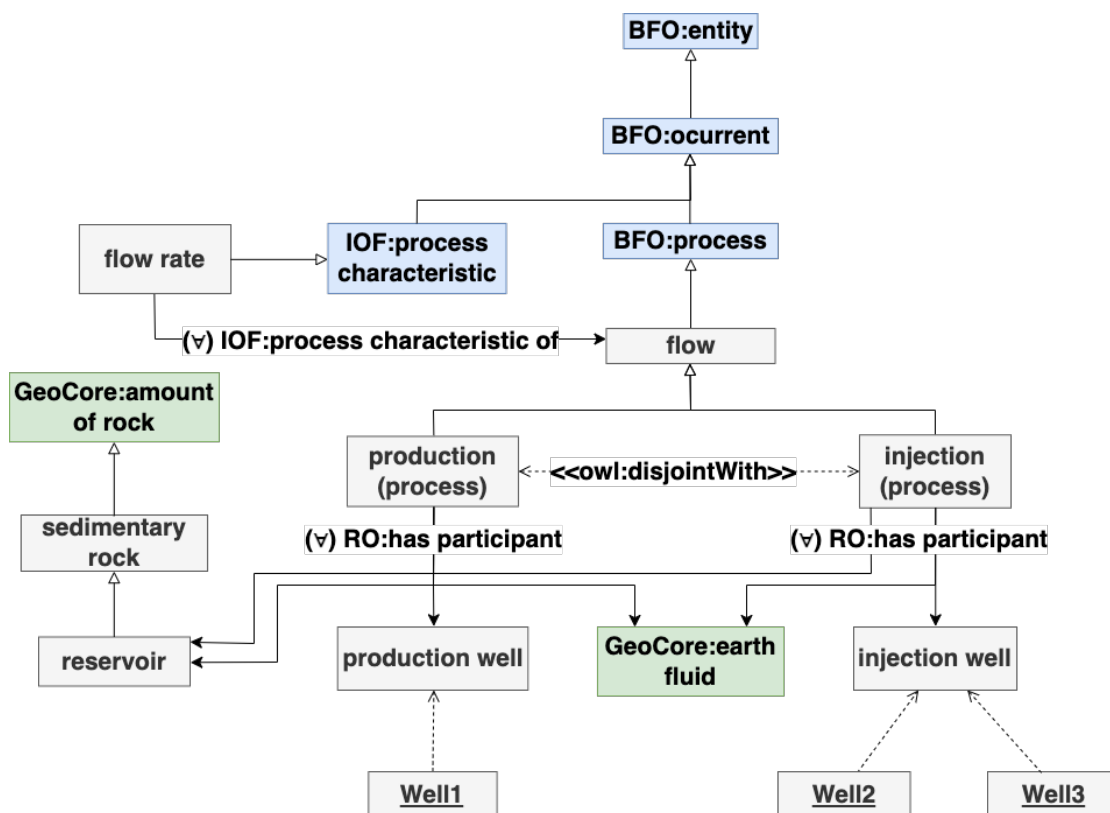 BFO:entity
BFO:ocurrent
flow rate
IOF:process
characteristic
BFO:process
(∀) IOF:process characteristic of
flow
GeoCore:amount
of rock
production
(process)
<<owl:disjointWith>>
injection
(process)
sedimentary
rock
(∀) RO:has participant
(∀) RO:has participant
reservoir
production well
GeoCore:earth
fluid
injection well
Well1
Well2
Well3